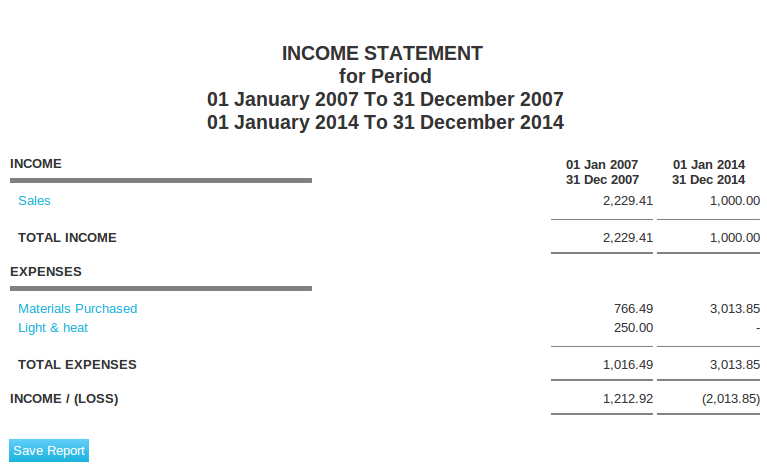 INCOME STATEMENT
for Period
01 January 2007 To 31 December 2007
01 January 2014 To 31 December 2014
INCOME 01 Jan 2007 01 Jan 2014
31 Dec 2007 31 Dec 2014
Sales 2,229.41 1,000.00
TOTAL INCOME 2,229.41 1,000.00
EXPENSES
Materials Purchased 766.49 3,013.85
Light & heat 250.00 -
TOTAL EXPENSES 1,016.49 3,013.85
INCOME / (LOSS) 1,212.92 (2,013.85)
Save Report